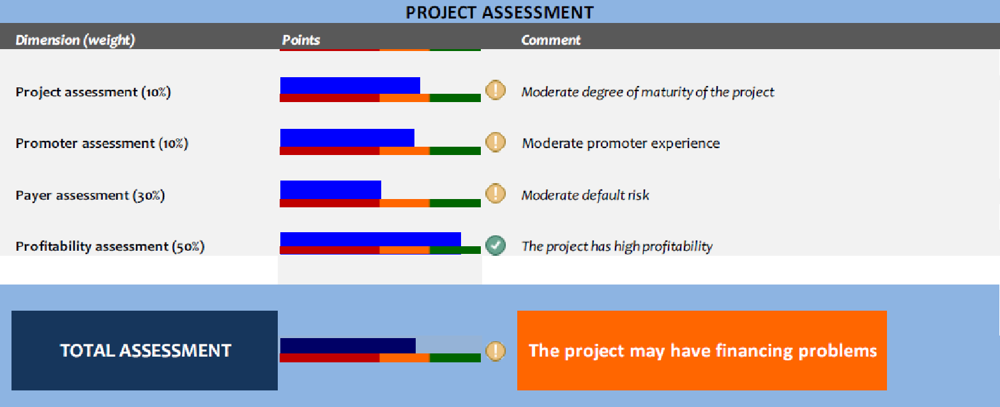 PROJECT ASSESSMENT
Dimension (weight) Points Comment
Project assessment (10%) Moderate degree of maturity of the project
Promoter assessment (10%) Moderate promoter experience
Payer assessment (30%) Moderate default risk
Profitability assessment (50%) The project has high profitability
TOTAL ASSESSMENT The project may have financing problems